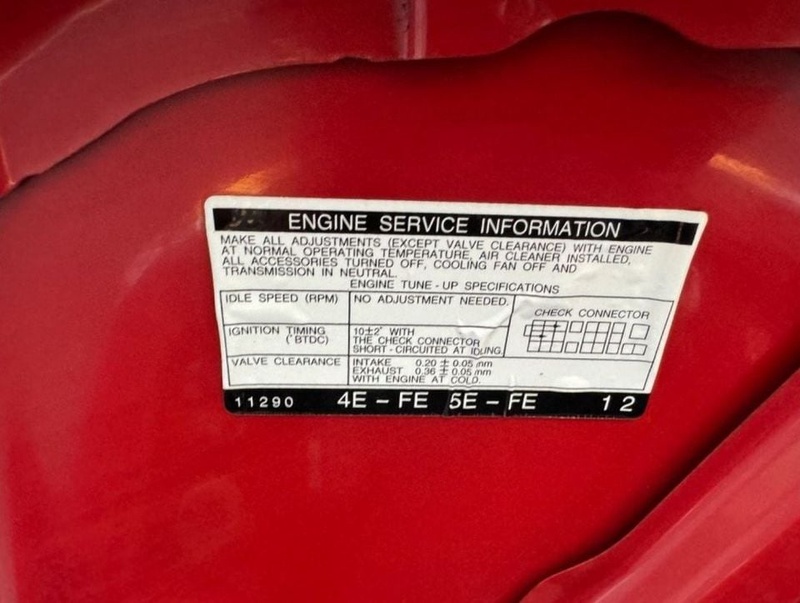 ENGINE SERVICE INFORMATION
MAKE ALL ADJUSTMENTS (EXCEPT VALVE CLEARANCE) WITH ENGINE
AT NORMAL OPERATING TEMPERATURE, AIR CLEANER INSTALLED,
ALL ACCESSORIES TURNED OFF, COOLING FAN OFF AND
TRANSMISSION IN NEUTRAL.
ENGINE TUNE - UP SPECIFICATIONS
IDLE SPEED (RPM) NO ADJUSTMENT NEEDED.
CHECK CONNECTOR
IGNITION TIMING 10±2° WITH
(°BTDC) THE CHECK CONNECTOR
SHORT - CIRCUITED AT IDLING.
VALVE CLEARANCE INTAKE 0.20 ± 0.05 mm
EXHAUST 0.36 ± 0.05 mm
WITH ENGINE AT COLD.
11290 4E - FE 5E - FE 12